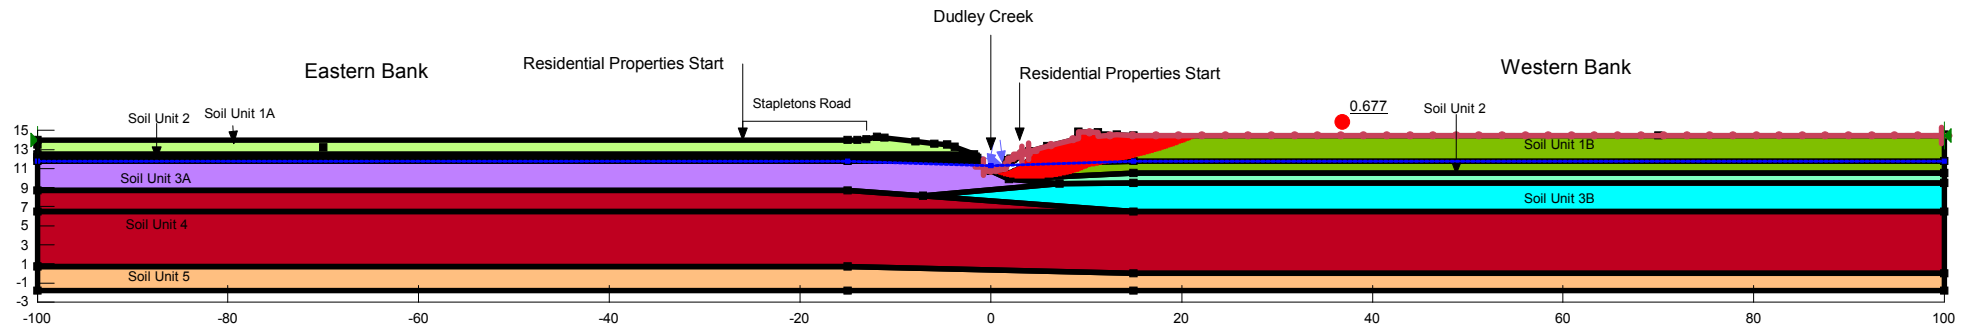 Dudley Creek
Eastern Bank
Residential Properties Start
Residential Properties Start
Western Bank
Stapletons Road
Soil Unit 2
Soil Unit 1A
0.677
Soil Unit 2
Soil Unit 1B
Soil Unit 3A
Soil Unit 3B
Soil Unit 4
Soil Unit 5
15
13
11
9
7
5
3
1
-1
-3
-100
-80
-60
-40
-20
0
20
40
60
80
100